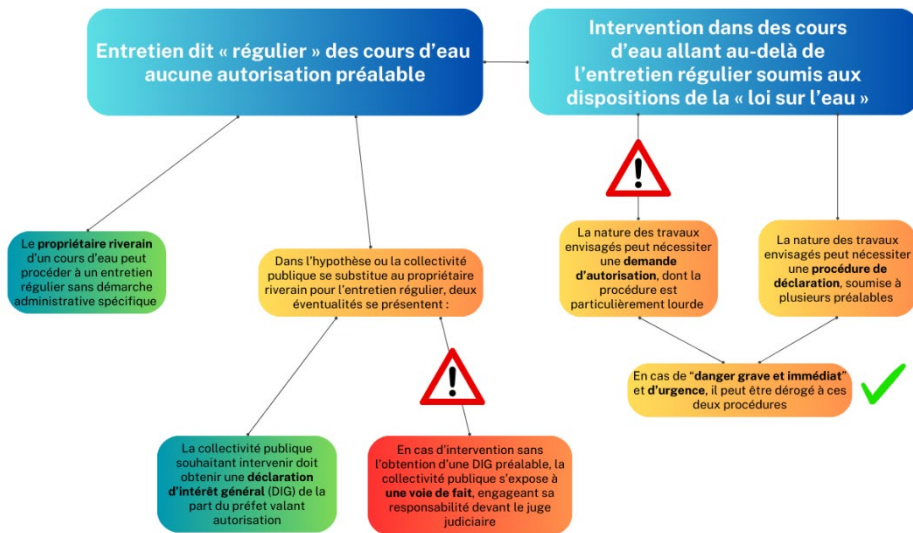 Entretien dit « régulier » des cours d’eau
aucune autorisation préalable
Intervention dans des cours
d’eau allant au-delà de
l’entretien régulier soumis aux
dispositions de la « loi sur l’eau »
Le propriétaire riverain
d’un cours d’eau peut
procéder à un entretien
régulier sans démarche
administrative spécifique
Dans l’hypothèse ou la collectivité
publique se substitue au propriétaire
riverain pour l’entretien régulier, deux
éventualités se présentent :
La nature des travaux
envisagés peut nécessiter
une demande
d’autorisation, dont la
procédure est
particulièrement lourde
La nature des travaux
envisagés peut nécessiter
une procédure de
déclaration, soumise à
plusieurs préalables
En cas de “danger grave et immédiat”
et d’urgence, il peut être dérogé à ces
deux procédures
La collectivité publique
souhaitant intervenir doit
obtenir une déclaration
d’intérêt général (DIG) de la
part du préfet valant
autorisation
En cas d’intervention sans
l’obtention d’une DIG préalable, la
collectivité publique s’expose à
une voie de fait, engageant sa
responsabilité devant le juge
judiciaire